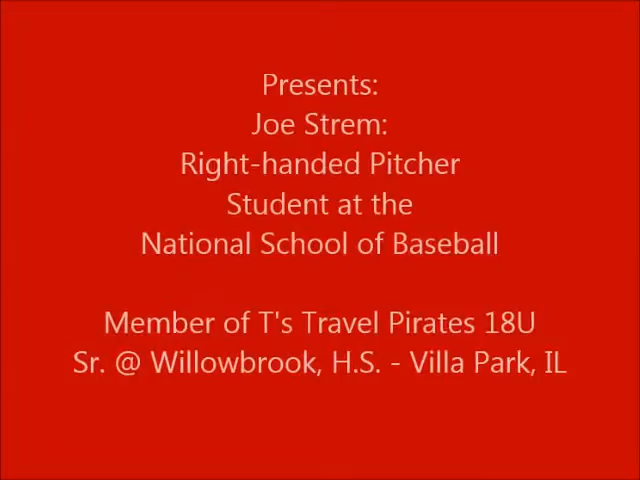 Presents:
Joe Strem:
Right-handed Pitcher
Student at the
National School of Baseball
Member of T's Travel Pirates 18U
Sr. @ Willowbrook, H.S. - Villa Park, IL